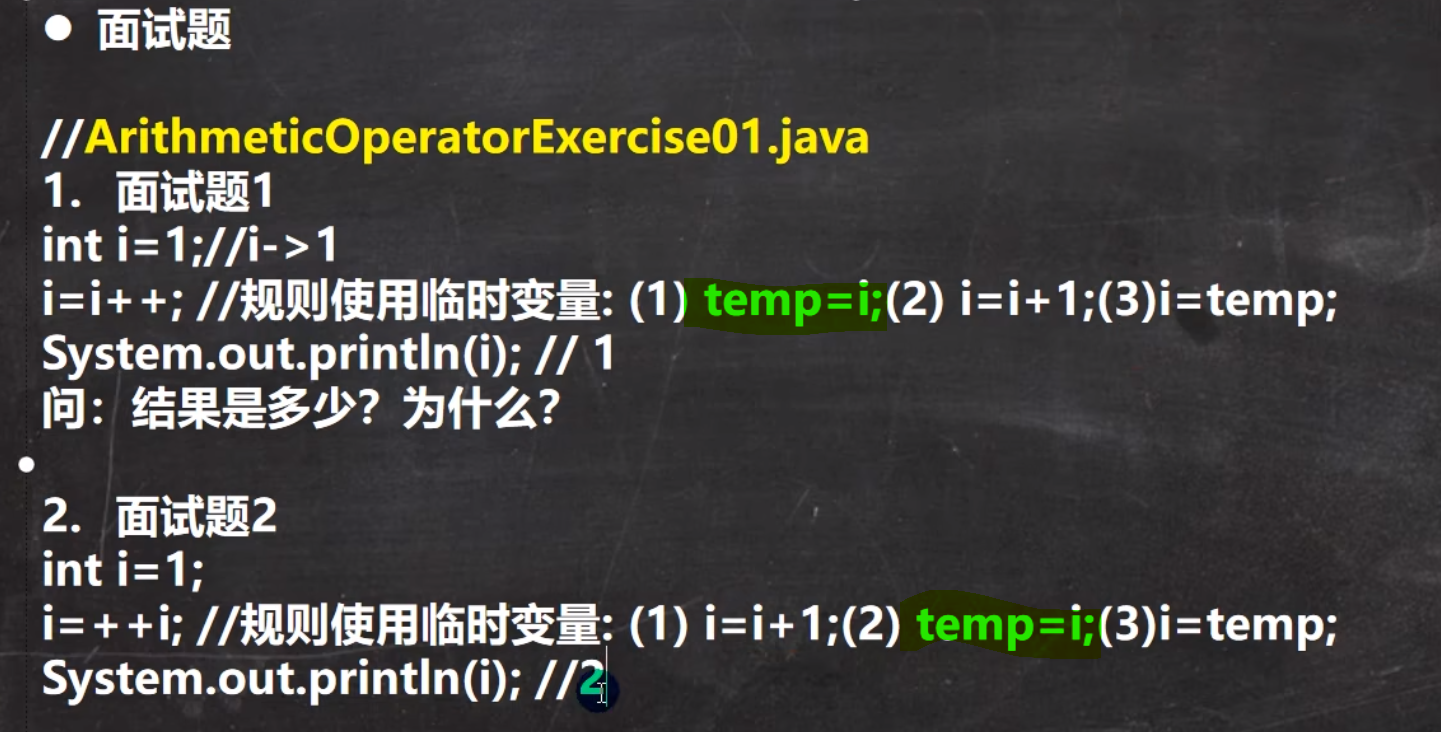 ● 面试题
//ArithmeticOperatorExercise01.java
1. 面试题1
int i=1;//i->1
i=i++; //规则使用临时变量: (1) temp=i;(2) i=i+1;(3)i=temp;
System.out.println(i); // 1
问：结果是多少？为什么？
●
2. 面试题2
int i=1;
i=++i; //规则使用临时变量: (1) i=i+1;(2) temp=i;(3)i=temp;
System.out.println(i); //2